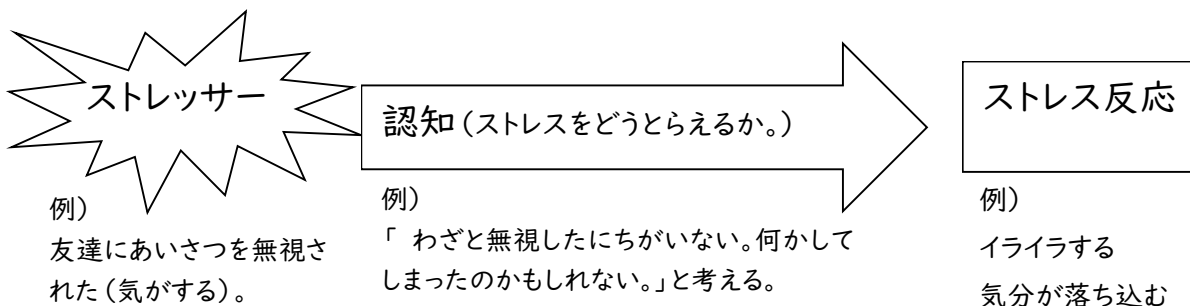 ストレッサー
認知（ストレスをどうとらえるか。）
ストレス反応
例）
友達にあいさつを無視さ
れた（気がする）。
例）
「 わざと無視したにちがいない。何かして
しまったのかもしれない。」と考える。
例）
イライラする
気分が落ち込む